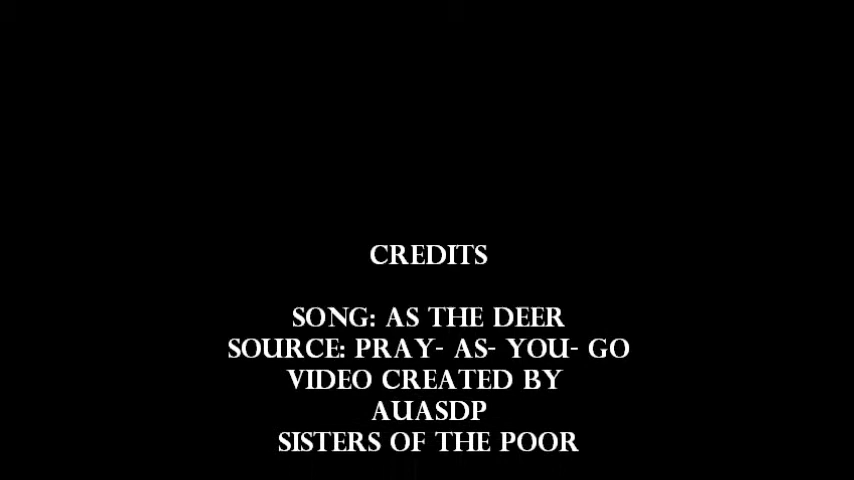 CREDITS
SONG: AS THE DEER
SOURCE: PRAY- AS- YOU- GO
VIDEO CREATED BY
AUASDP
SISTERS OF THE POOR